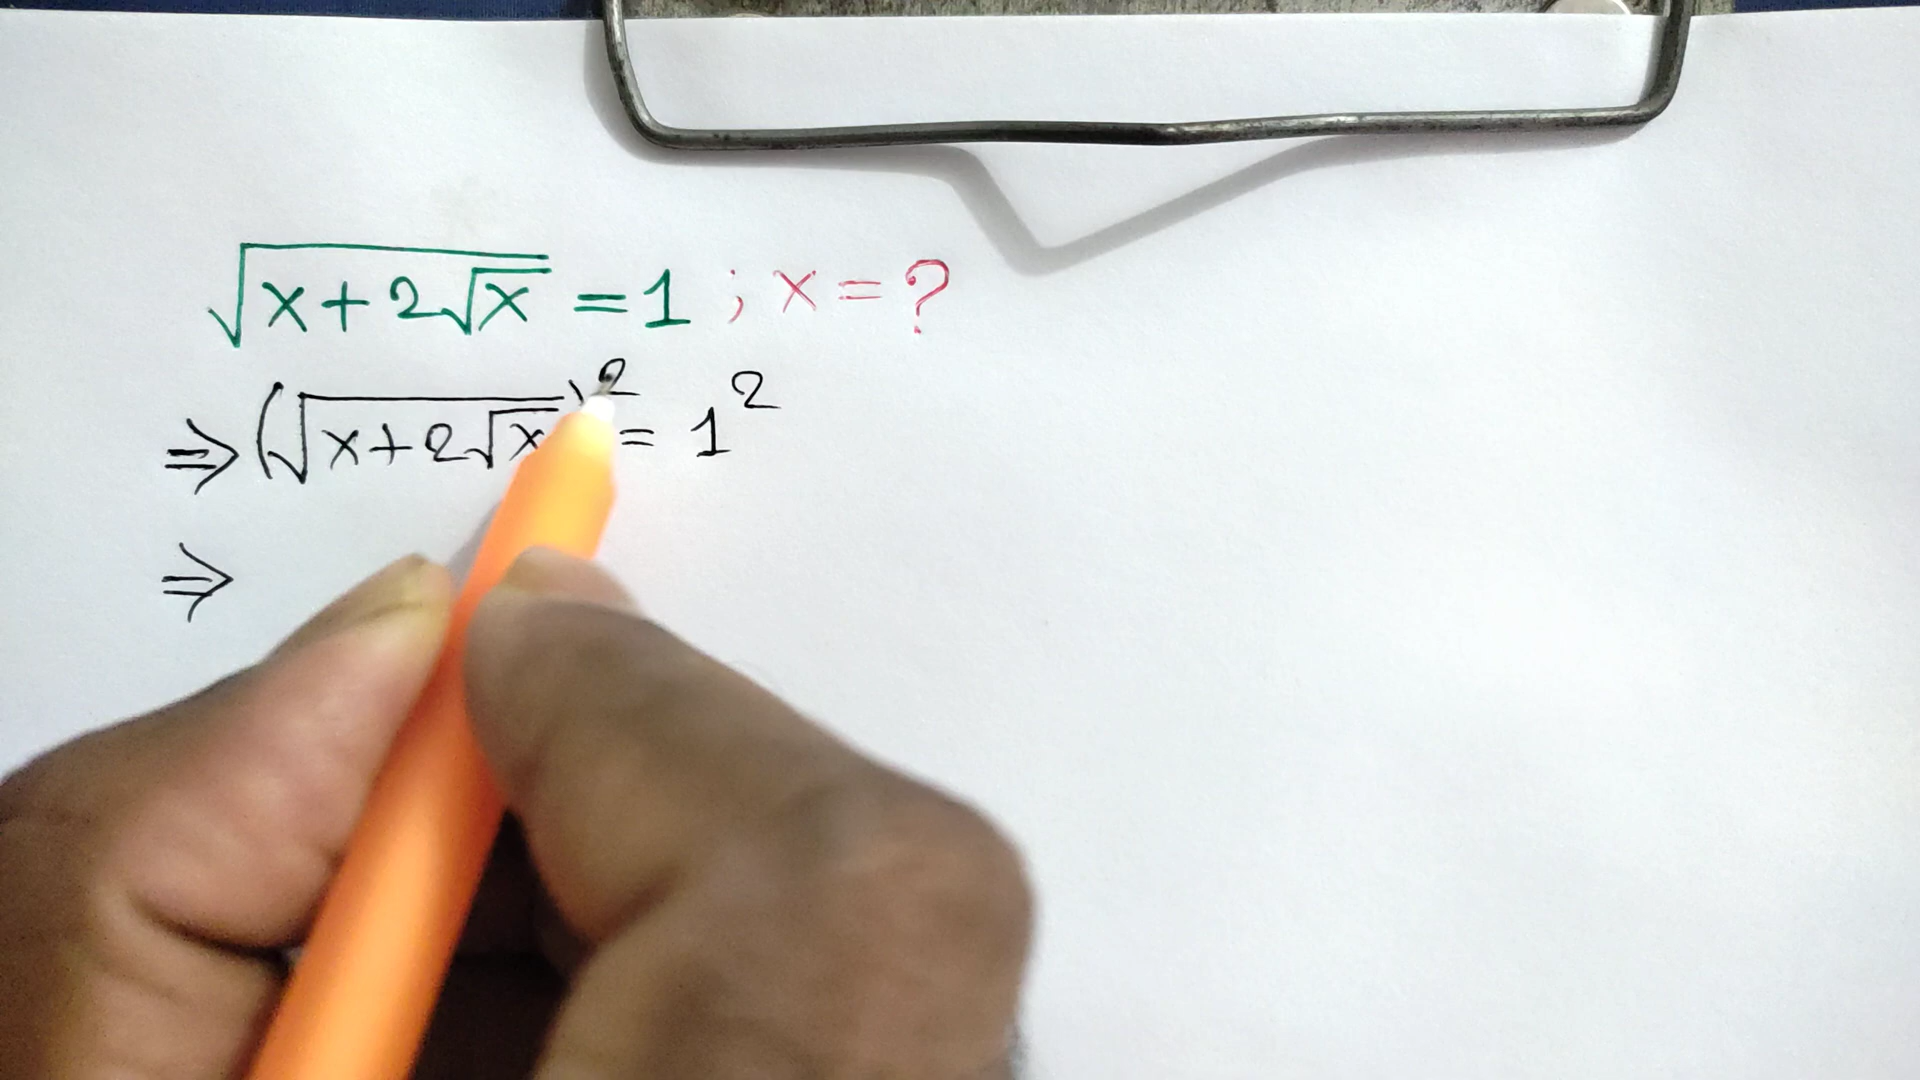 √(x+2√x) = 1 ; x = ?
⇒ (√(x+2√x))² = 1²
⇒